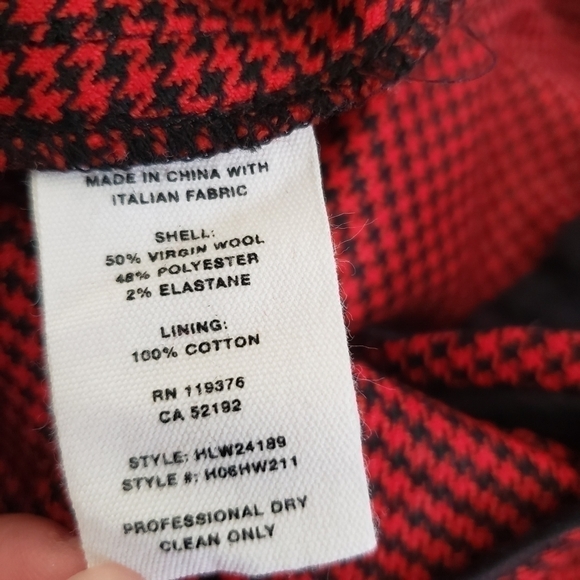 MADE IN CHINA WITH
ITALIAN FABRIC
SHELL:
50% VIRGIN WOOL
48% POLYESTER
2% ELASTANE
LINING:
100% COTTON
RN 119376
CA 52192
STYLE: HLW24189
STYLE #: H06HW211
PROFESSIONAL DRY
CLEAN ONLY